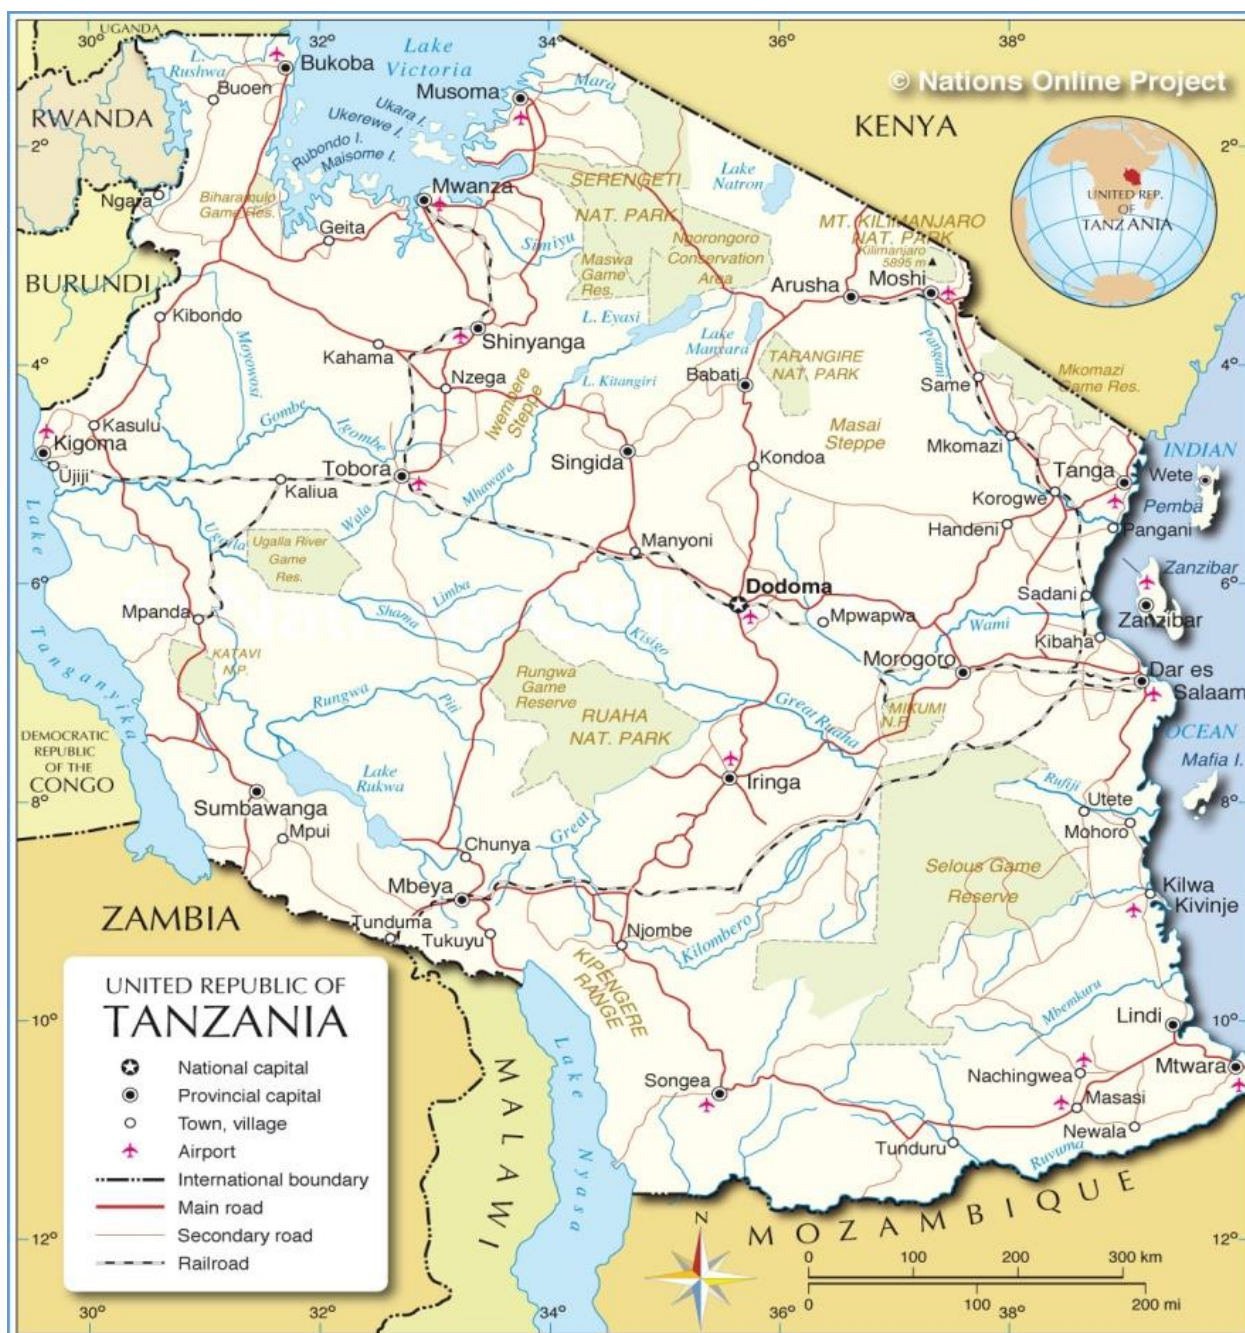 UGANDA
30°
32°
34°
36°
38°
L.
Rushwa
Bukoba
Buoen
Lake
Victoria
Musoma
Mara
© Nations Online Project
RWANDA
Ukara I.
Ukerewe I.
Rubondo I.
Maisome I.
KENYA
2°
2°
Ngara
Biharamulo
Game Res.
Mwanza
SERENGETI
NAT. PARK
Lake
Natron
UNITED REP.
OF
TANZANIA
Geita
Simiyu
Ngorongoro
Conservation
Area
Maswa
Game
Res.
MT. KILIMANJARO
NAT. PARK
Kilimanjaro
5895 m
BURUNDI
Arusha
Moshi
Kibondo
Moyowosi
Kahama
Shinyanga
L. Eyasi
Lake
Manyara
Pangani
4°
4°
Nzega
L. Kitangiri
Babati
TARANGIRE
NAT. PARK
Same
Mkomazi
Game Res.
Iwembere
Steppe
Masai
Steppe
Kasulu
Gombe
Igombe
Kigoma
Ujiji
Tobora
Singida
Kondoa
Mkomazi
Tanga
INDIAN
Wete
Kaliua
Mhawara
Wala
Korogwe
Pemba
Handeni
Pangani
Lake
Tanganyika
Ugalla
Ugalla River
Game
Res.
Manyoni
Zanzibar
6°
6°
Dodoma
Limba
Shana
Mpanda
Kisigo
Mpwapwa
Wami
Sadani
Zanzibar
Kibaha
KATAVI
N.P.
Rungwa
Piti
Rungwa
Game
Reserve
RUAHA
NAT. PARK
Morogoro
Dar es
Salaam
Great Ruaha
MIKUMI
N.P.
OCEAN
Mafia I.
DEMOCRATIC
REPUBLIC
OF THE
CONGO
Lake
Rukwa
Iringa
Rufiji
8°
8°
Sumbawanga
Mpui
Great
Utete
Mohoro
Chunya
Selous Game
Reserve
Mbeya
Kilwa
Kivinje
ZAMBIA
Tunduma
Tukuyu
Njombe
Kilombero
KIPENGERE
RANGE
UNITED REPUBLIC OF
TANZANIA
National capital
Provincial capital
Town, village
Airport
International boundary
Main road
Secondary road
Railroad
Mbemkuru
10°
10°
Lindi
Lake
Nyasa
MALAWI
Songea
Nachingwea
Mtwara
Masasi
Newala
Tunduru
Ruvuma
MOZAMBIQUE
N
12°
12°
0 100 200 300 km
0 100 200 mi
30°
32°
34°
36°
38°